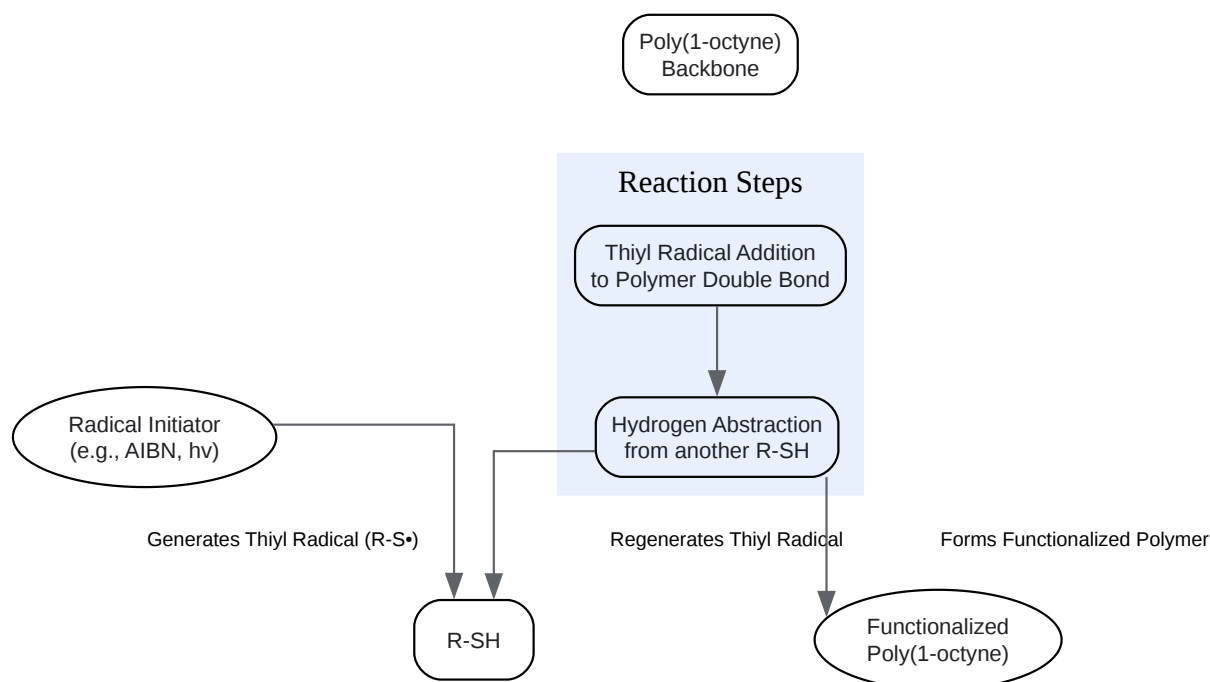 Poly(1-octyne)
Backbone
Reaction Steps
Thiyl Radical Addition
to Polymer Double Bond
Radical Initiator
(e.g., AIBN, hv)
Hydrogen Abstraction
from another R-SH
Generates Thiyl Radical (R-S•)
Regenerates Thiyl Radical
Forms Functionalized Polymer
R-SH
Functionalized
Poly(1-octyne)